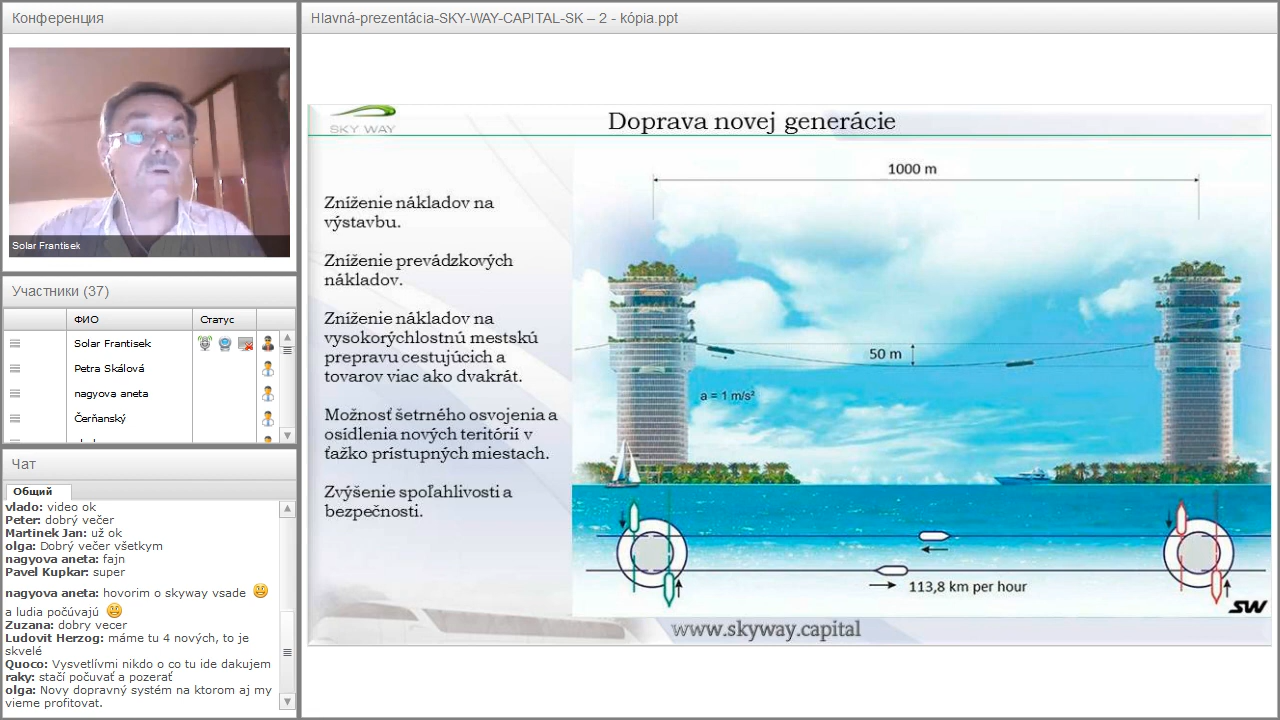 Конференция
Solar Frantisek
Участники (37)
ФИО
Статус
Solar Frantisek
Petra Skálová
nagyova aneta
Čerňanský
Чат
Общий
vlado: video ok
Peter: dobrý večer
Martinek Jan: už ok
olga: Dobrý večer všetkym
nagyova aneta: fajn
Pavel Kupkar: super
nagyova aneta: hovorim o skyway vsade
a ludia počúvajú
Zuzana: dobry vecer
Ludovit Herzog: máme tu 4 nových, to je
skvelé
Quoco: Vysvetlívmi nikdo o co tu ide dakujem
raky: stačí počuvať a pozerať
olga: Novy dopravný systém na ktorom aj my
vieme profitovat.
Hlavná-prezentácia-SKY-WAY-CAPITAL-SK – 2 - kópia.ppt
SKY WAY
Doprava novej generácie
Zníženie nákladov na
výstavbu.
Zníženie prevádzkových
nákladov.
Zníženie nákladov na
vysokorýchlostnú mestskú
prepravu cestujúcich a
tovarov viac ako dvakrát.
Možnosť šetrného osvojenia a
osídlenia nových teritórií v
ťažko prístupných miestach.
Zvýšenie spoľahlivosti a
bezpečnosti.
1000 m
50 m
a = 1 m/s²
113,8 km per hour
SW
www.skyway.capital